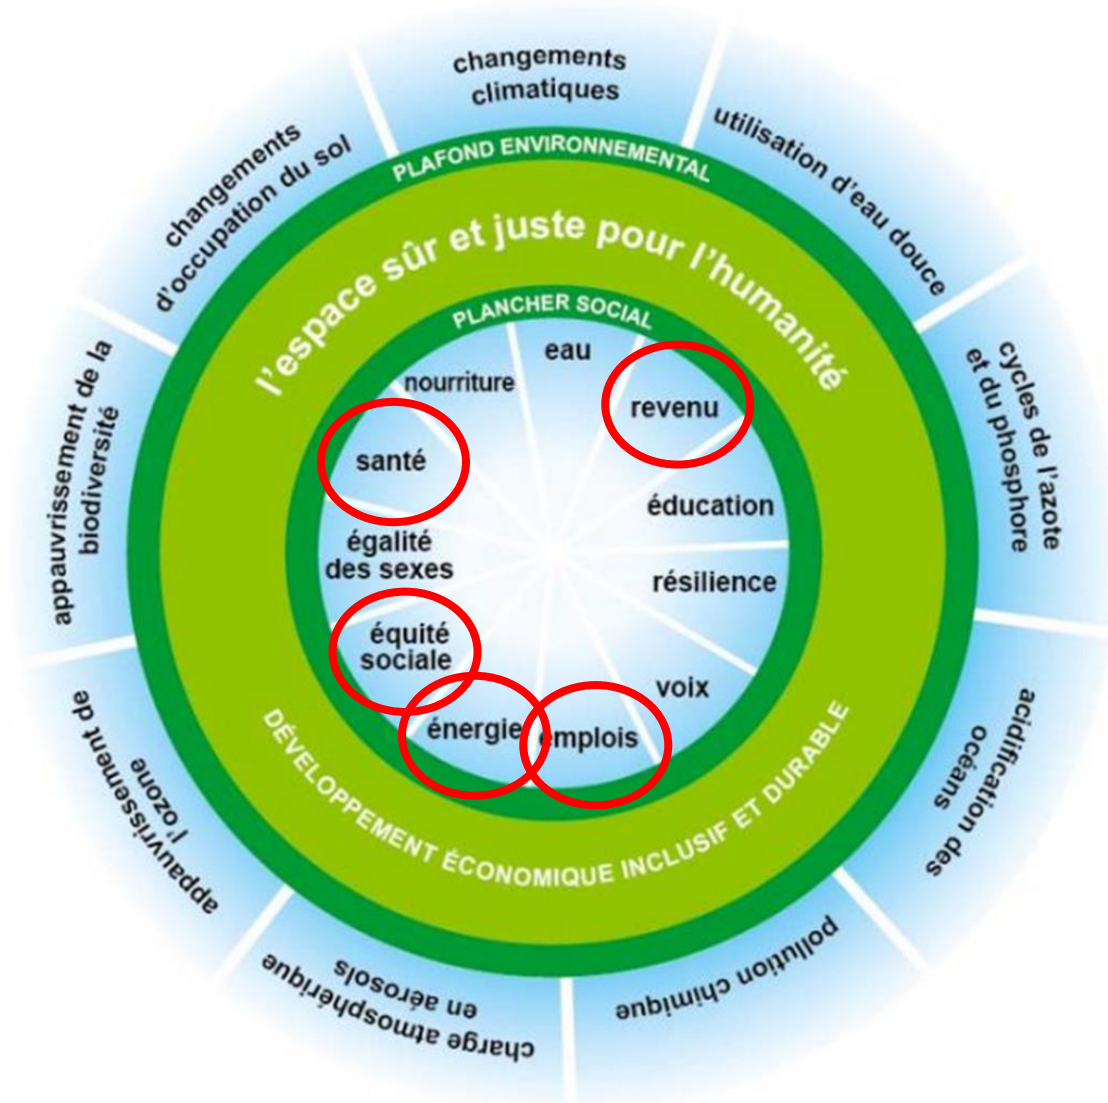 changements
climatiques
utilisation d'eau douce
cycles de l'azote
et du phosphore
acidification des
océans
pollution chimique
charge atmosphérique
en aérosols
appauvrissement de
l'ozone
appauvrissement de la
biodiversité
changements
d'occupation du sol
PLAFOND ENVIRONNEMENTAL
l'espace sûr et juste pour l'humanité
PLANCHER SOCIAL
eau
revenu
éducation
résilience
voix
emplois
énergie
équité
sociale
égalité
des sexes
santé
nourriture
DÉVELOPPEMENT ÉCONOMIQUE INCLUSIF ET DURABLE